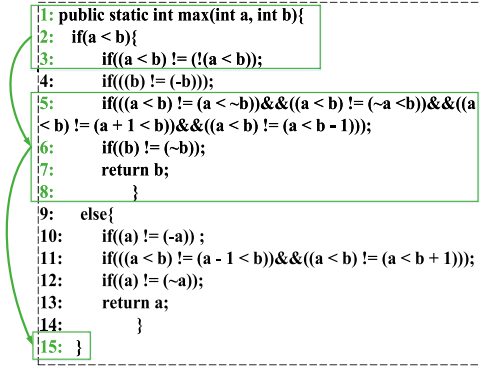 1: public static int max(int a, int b){
2: if(a < b){
3: if((a < b) != (!(a < b));
4: if(((b) != (-b)));
5: if(((a < b) != (a < ~b))&&((a < b) != (~a <b))&&((a
< b) != (a + 1 < b))&&((a < b) != (a < b - 1)));
6: if((b) != (~b));
7: return b;
8: }
9: else{
10: if((a) != (-a)) ;
11: if(((a < b) != (a - 1 < b))&&((a < b) != (a < b + 1)));
12: if((a) != (~a));
13: return a;
14: }
15: }